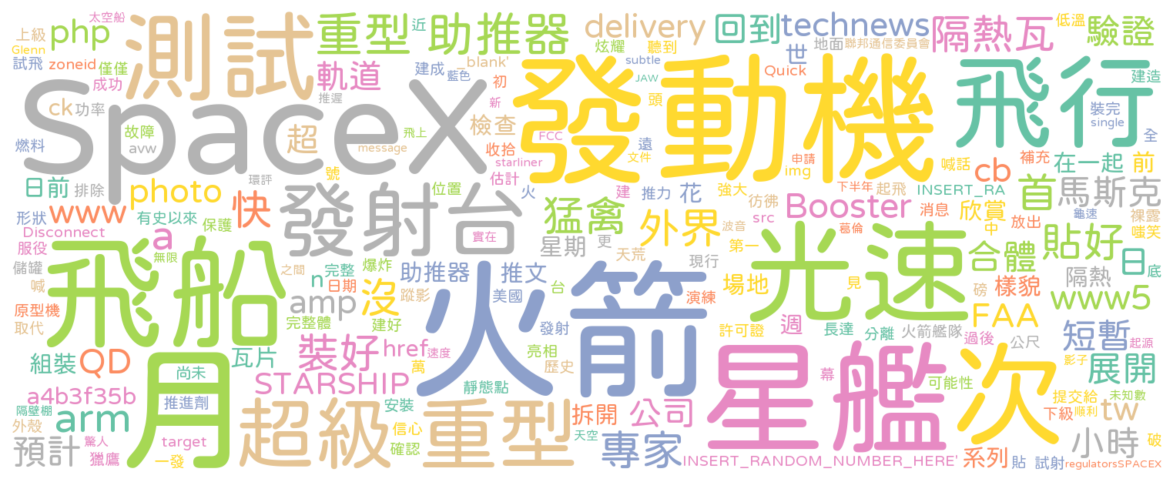 太空船 近 php 上級 Glenn 試飛 zoneid 僅僅 成功 測試 重型 助推器 炫耀 聽到 delivery 地面 聯邦通信委員會 回到 technews 世 隔熱瓦 低溫 驗證
軌道 建成 藍色 blank' 初 subtle JAW 頭 Quick 建造
SpaceX 發動機 飛行
ck 功率 推遲 新 裝完 single
燃料 故障 avw 超 飛上 message 檢查 收拾 FCC starliner 遠 文件 申請 img 喊話 cb 補充 在一起 前 全
日前 排除 photo 環評 號 位置 估計 火 建 推力 花 強大 彷彿 下半年 起飛 INSERT_RA 首 馬斯克
形狀 www 有史以來 保護 快 發射台 猛禽 外界 Booster src 消息 欣賞 放出 龜速 裸露
Disconnect 服役 a 無限 實在 星期 更 波音 第一 葛倫 中 嗤笑
飛船 光速
儲罐 喊 之間 n 完整 日期 爆炸 蹤影 助推器 推文 美國 天荒 台 現行 見 磅 合體 貼好 日 底
原型機 取代 amp 沒 火箭 場地 演練 隔熱 樣貌 www5
完整體 建好 發射 許可證 週 長達 分離 火箭艦隊 FAA 過後 公尺 短暫 起源
組裝 QD 瓦片 裝好 href 速度 亮相 萬 歷史 幕 影子 展開
月 尚未 STARSHIP 靜態點 星艦 可能性 次 未知數
a4b3f35b 推進劑 安裝 拆開 公司 提交給 tw
隔壁棚 arm 外殼 超級 重型 信心 下級 順利
預計 驚人 target 確認 天空 專家 小時 破
獵鷹 一發 INSERT_RANDOM_NUMBER_HERE' 系列 貼 試射 regulatorsSPACEX